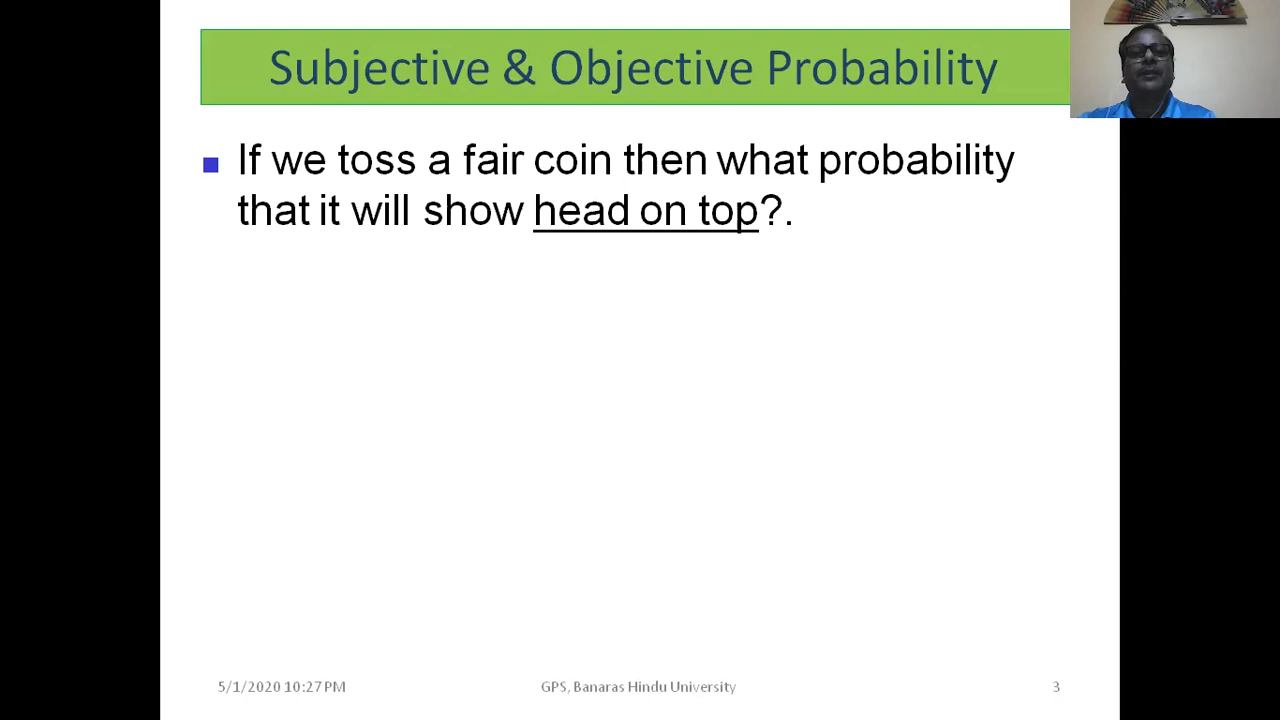 Subjective & Objective Probability
If we toss a fair coin then what probability
that it will show head on top?.
5/1/2020 10:27 PM
GPS, Banaras Hindu University
3